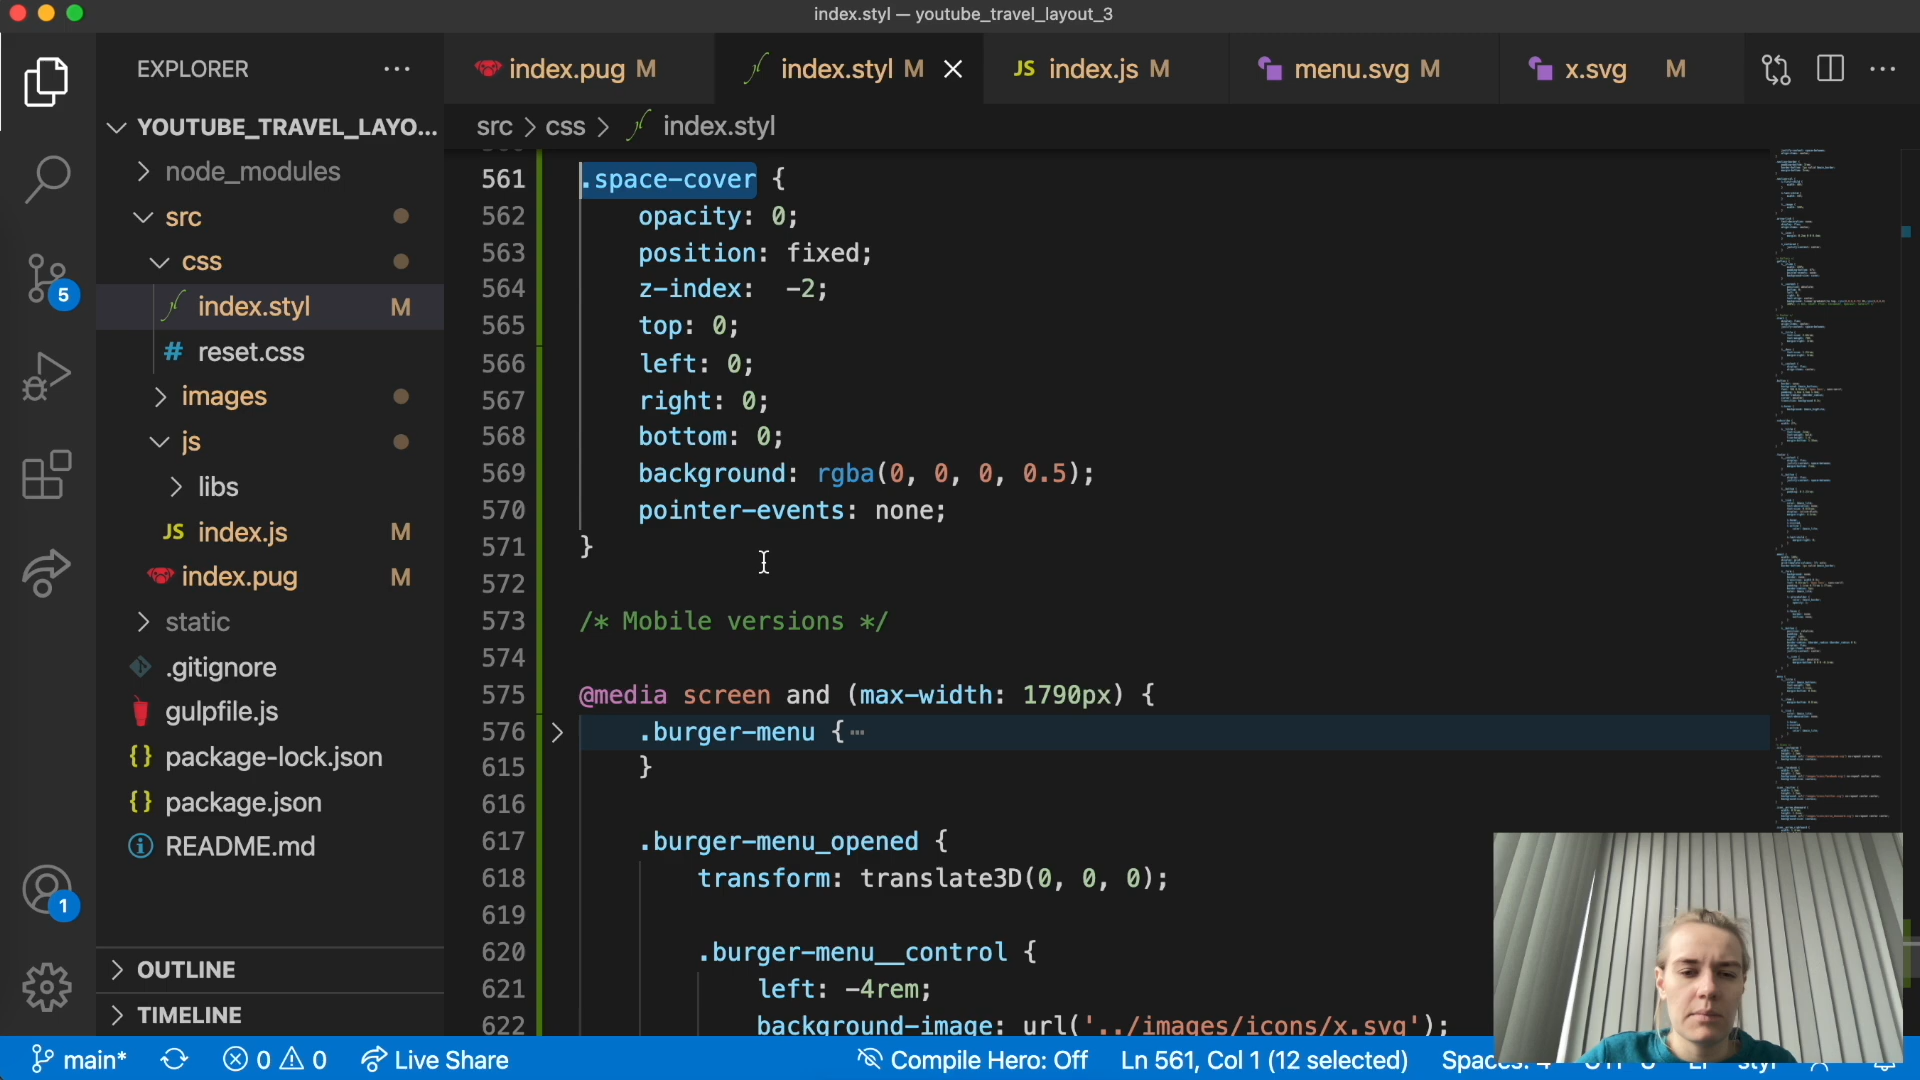 index.styl — youtube_travel_layout_3
EXPLORER
index.pug M
index.styl M
JS index.js M
menu.svg M
x.svg M
YOUTUBE_TRAVEL_LAYO...
src > css > index.styl
node_modules
src
css
index.styl M
# reset.css
images
js
libs
JS index.js M
index.pug M
static
.gitignore
gulpfile.js
{} package-lock.json
{} package.json
README.md
OUTLINE
TIMELINE
5
1
561 .space-cover {
562 opacity: 0;
563 position: fixed;
564 z-index:  -2;
565 top: 0;
566 left: 0;
567 right: 0;
568 bottom: 0;
569 background: rgba(0, 0, 0, 0.5);
570 pointer-events: none;
571 }
572
573 /* Mobile versions */
574
575 @media screen and (max-width: 1790px) {
576 .burger-menu {⋯
615 }
616
617 .burger-menu_opened {
618 transform: translate3D(0, 0, 0);
619
620 .burger-menu__control {
621 left: -4rem;
622 background-image: url('../images/icons/x.svg');
main* 0 0 Live Share Compile Hero: Off Ln 561, Col 1 (12 selected)